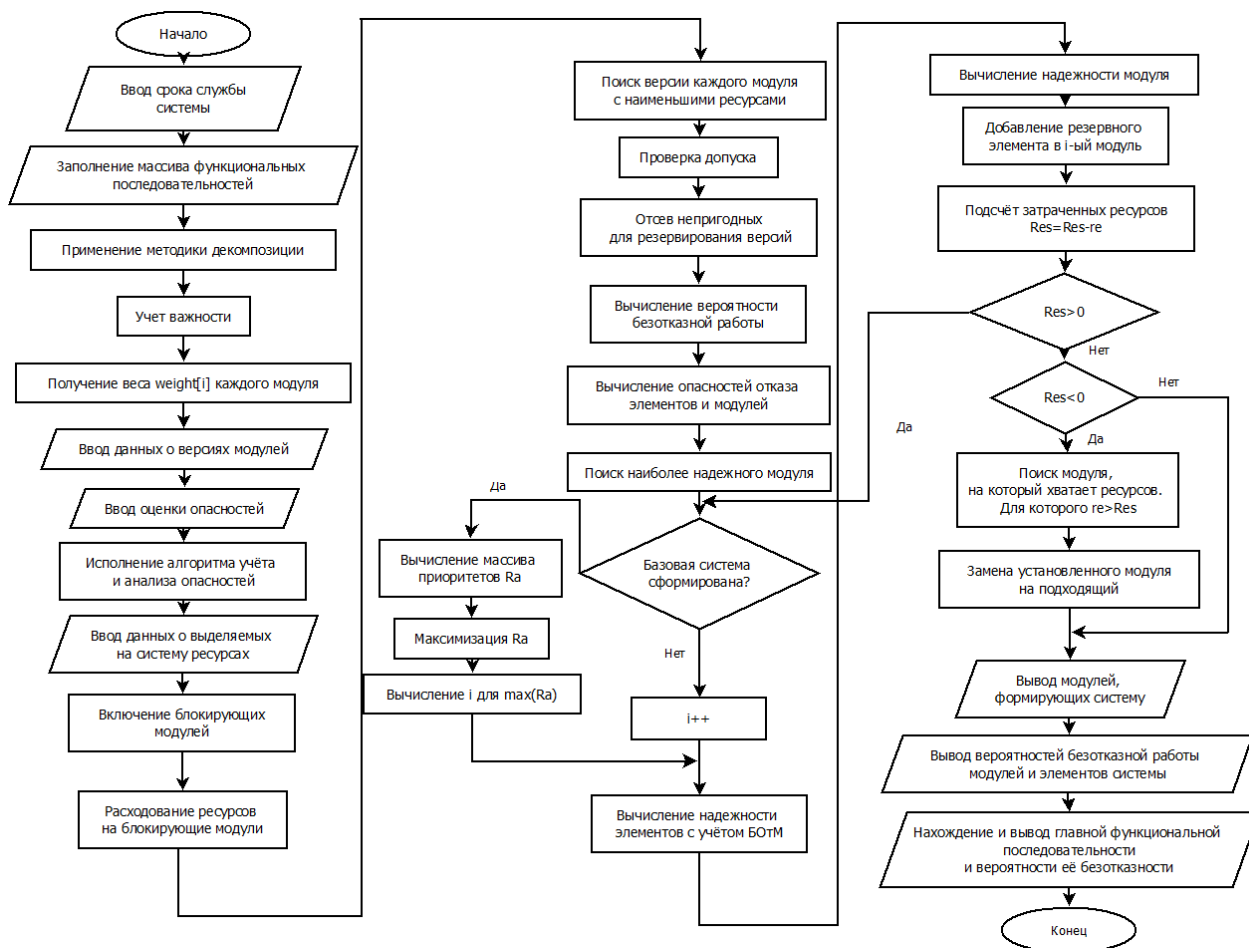 Начало
Ввод срока службы
системы
Заполнение массива функциональных
последовательностей
Применение методики декомпозиции
Учет важности
Получение веса weight[i] каждого модуля
Ввод данных о версиях модулей
Ввод оценки опасностей
Исполнение алгоритма учёта
и анализа опасностей
Ввод данных о выделяемых
на систему ресурсах
Включение блокирующих
модулей
Расходование ресурсов
на блокирующие модули
Поиск версии каждого модуля
с наименьшими ресурсами
Проверка допуска
Отсев непригодных
для резервирования версий
Вычисление вероятности
безотказной работы
Вычисление опасностей отказа
элементов и модулей
Поиск наиболее надежного модуля
Да
Базовая система
сформирована?
Вычисление массива
приоритетов Ra
Максимизация Ra
Вычисление i для max(Ra)
Нет
i++
Вычисление надежности
элементов с учётом БОтМ
Вычисление надежности модуля
Добавление резервного
элемента в i-ый модуль
Подсчёт затраченных ресурсов
Res=Res-re
Res>0
Да
Нет
Res<0
Нет
Да
Поиск модуля,
на который хватает ресурсов.
Для которого re>Res
Замена установленного модуля
на подходящий
Вывод модулей,
формирующих систему
Вывод вероятностей безотказной работы
модулей и элементов системы
Нахождение и вывод главной функциональной
последовательности
и вероятности её безотказности
Конец